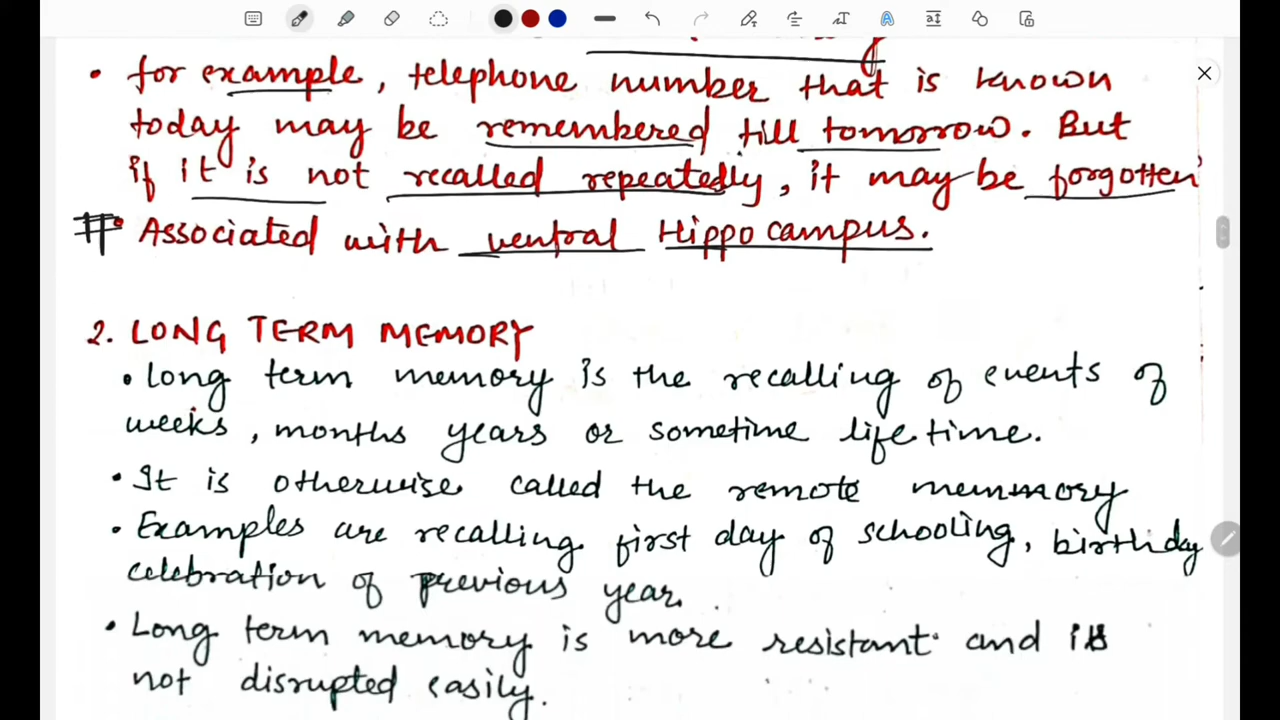 • for example, telephone number that is known
today may be remembered till tomorrow. But
if it is not recalled repeatedly, it may be forgotten
# • Associated with ventral Hippocampus.
2. LONG TERM MEMORY
• Long term memory is the recalling of events of
weeks, months years or sometime life time.
• It is otherwise called the remote memmory
• Examples are recalling first day of schooling, birthday
celebration of previous year.
• Long term memory is more resistant and is
not disrupted easily.